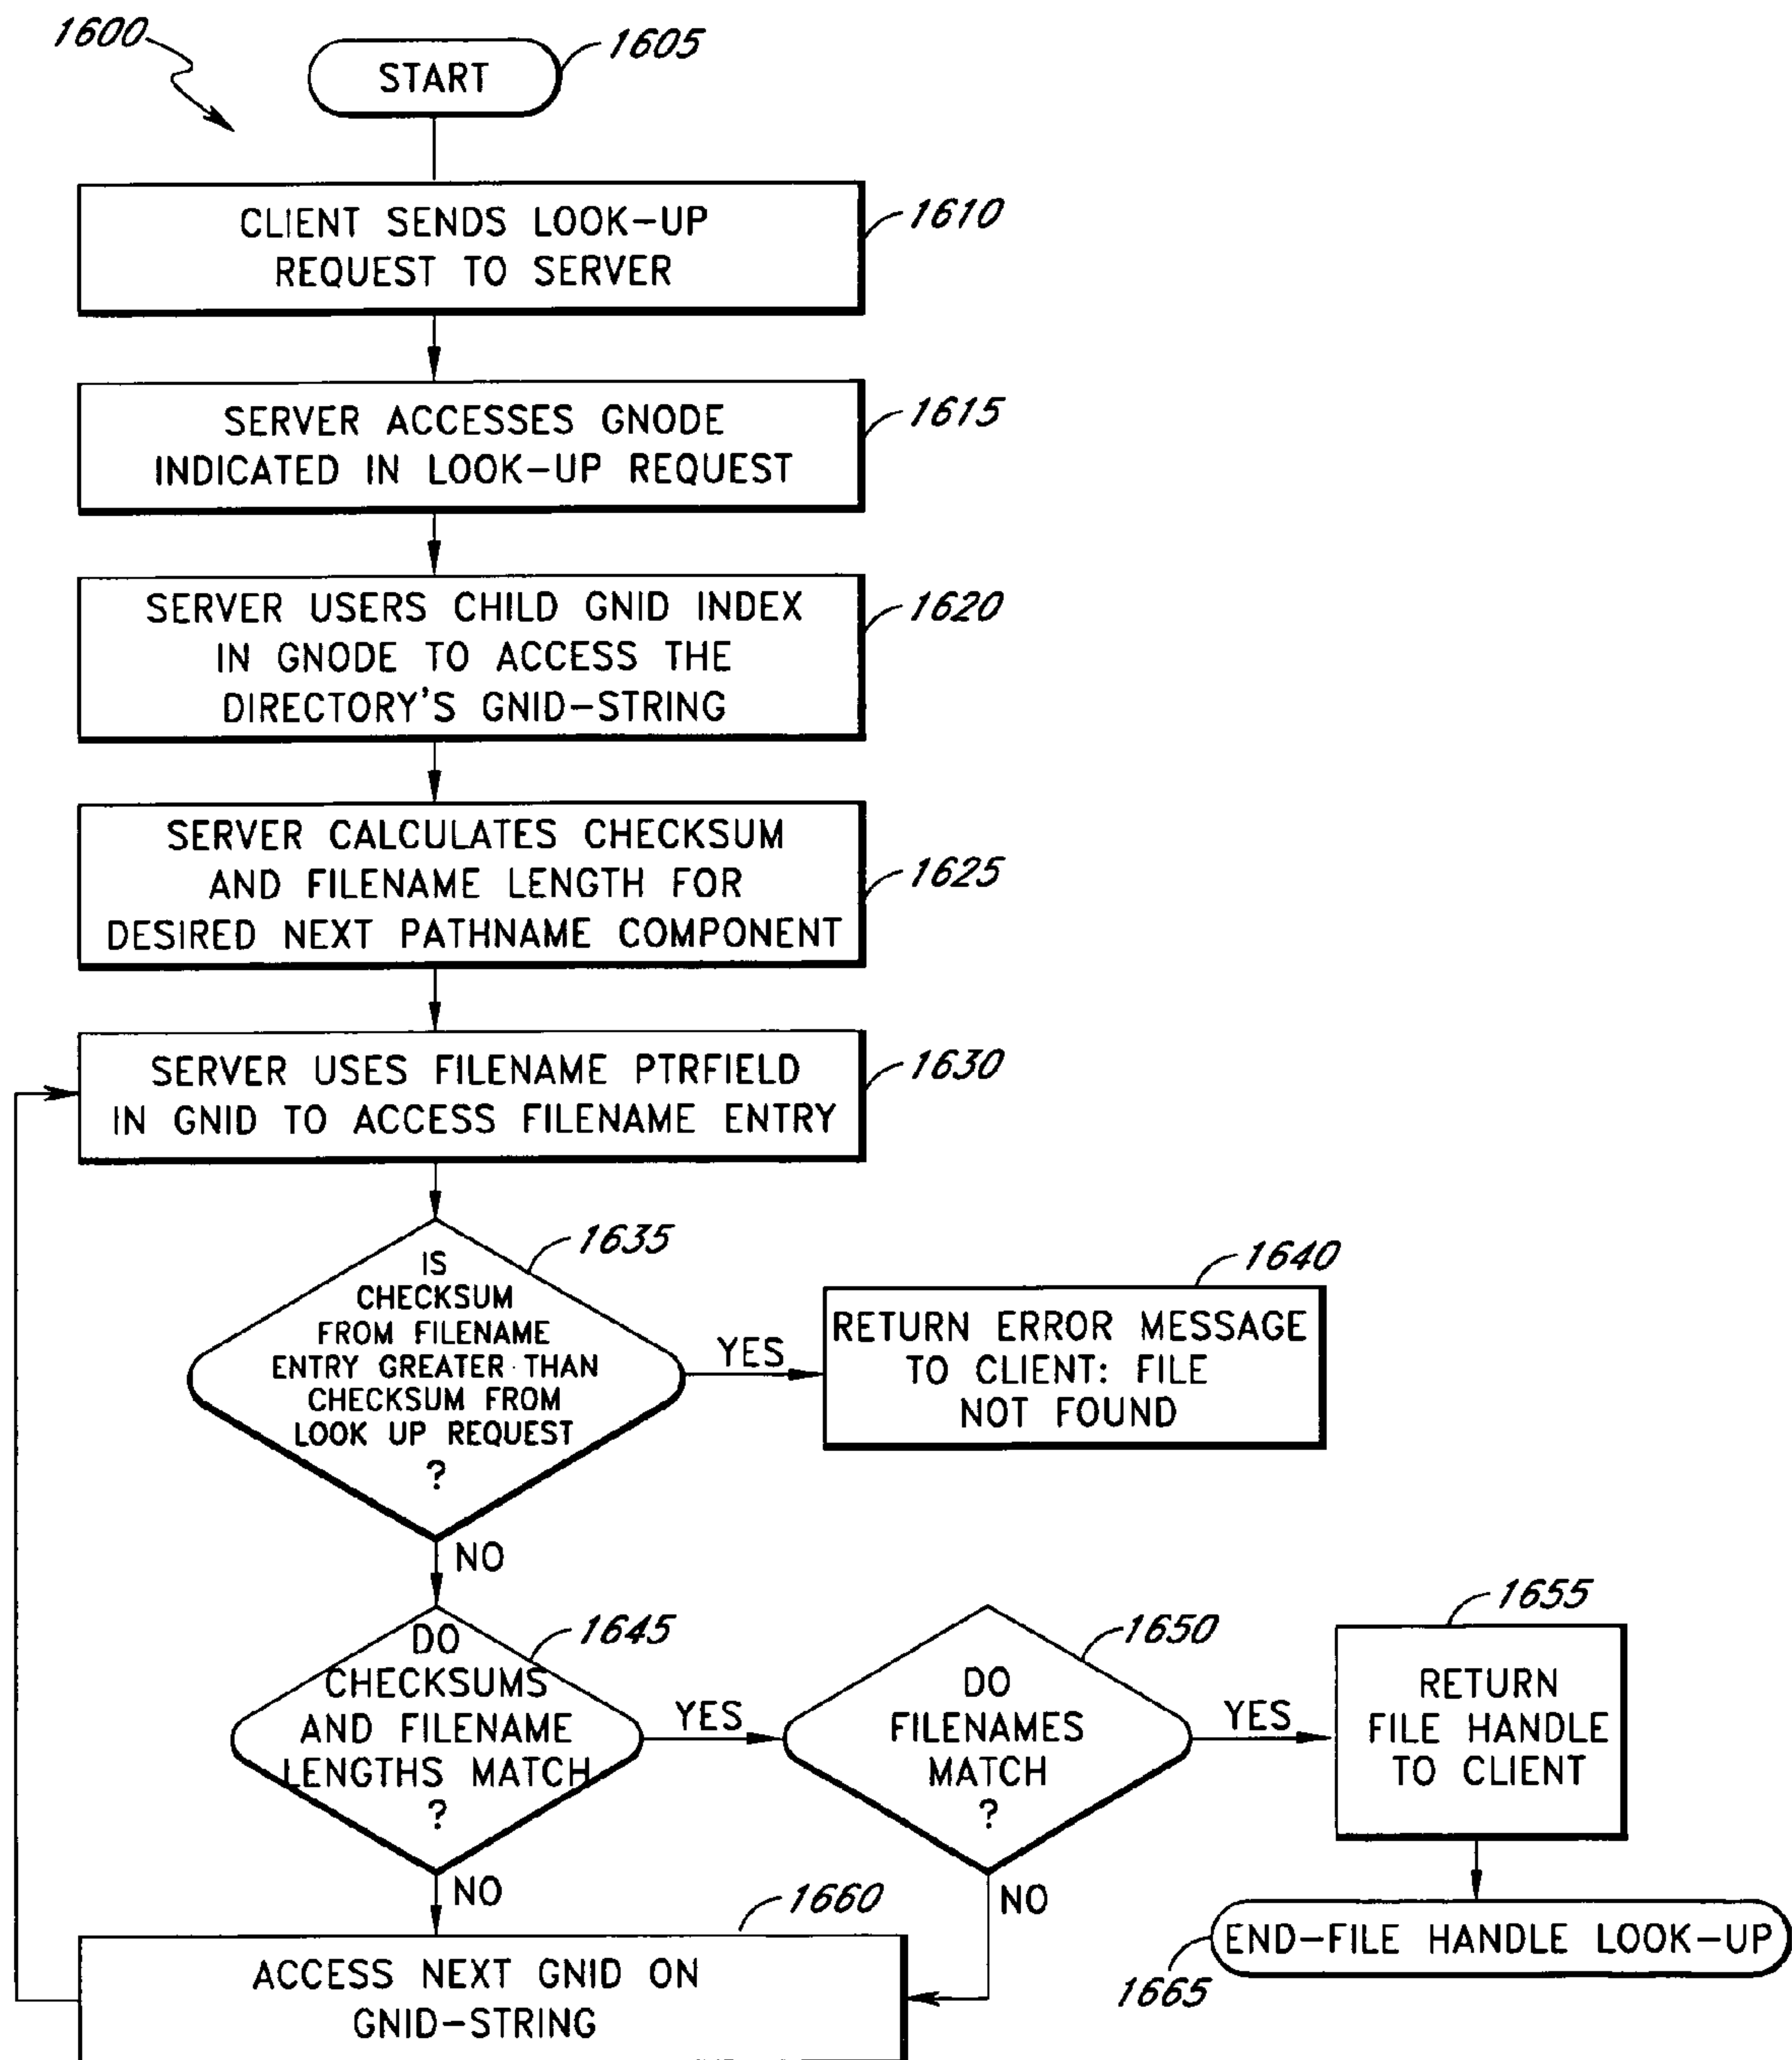 1600
START
1605
CLIENT SENDS LOOK-UP
REQUEST TO SERVER
1610
SERVER ACCESSES GNODE
INDICATED IN LOOK-UP REQUEST
1615
SERVER USERS CHILD GNID INDEX
IN GNODE TO ACCESS THE
DIRECTORY'S GNID-STRING
1620
SERVER CALCULATES CHECKSUM
AND FILENAME LENGTH FOR
DESIRED NEXT PATHNAME COMPONENT
1625
SERVER USES FILENAME PTRFIELD
IN GNID TO ACCESS FILENAME ENTRY
1630
IS
CHECKSUM
FROM FILENAME
ENTRY GREATER THAN
CHECKSUM FROM
LOOK UP REQUEST
?
1635
YES
RETURN ERROR MESSAGE
TO CLIENT: FILE
NOT FOUND
1640
NO
DO
CHECKSUMS
AND FILENAME
LENGTHS MATCH
?
1645
YES
DO
FILENAMES
MATCH
?
1650
YES
RETURN
FILE HANDLE
TO CLIENT
1655
NO
NO
ACCESS NEXT GNID ON
GNID-STRING
1660
END-FILE HANDLE LOOK-UP
1665